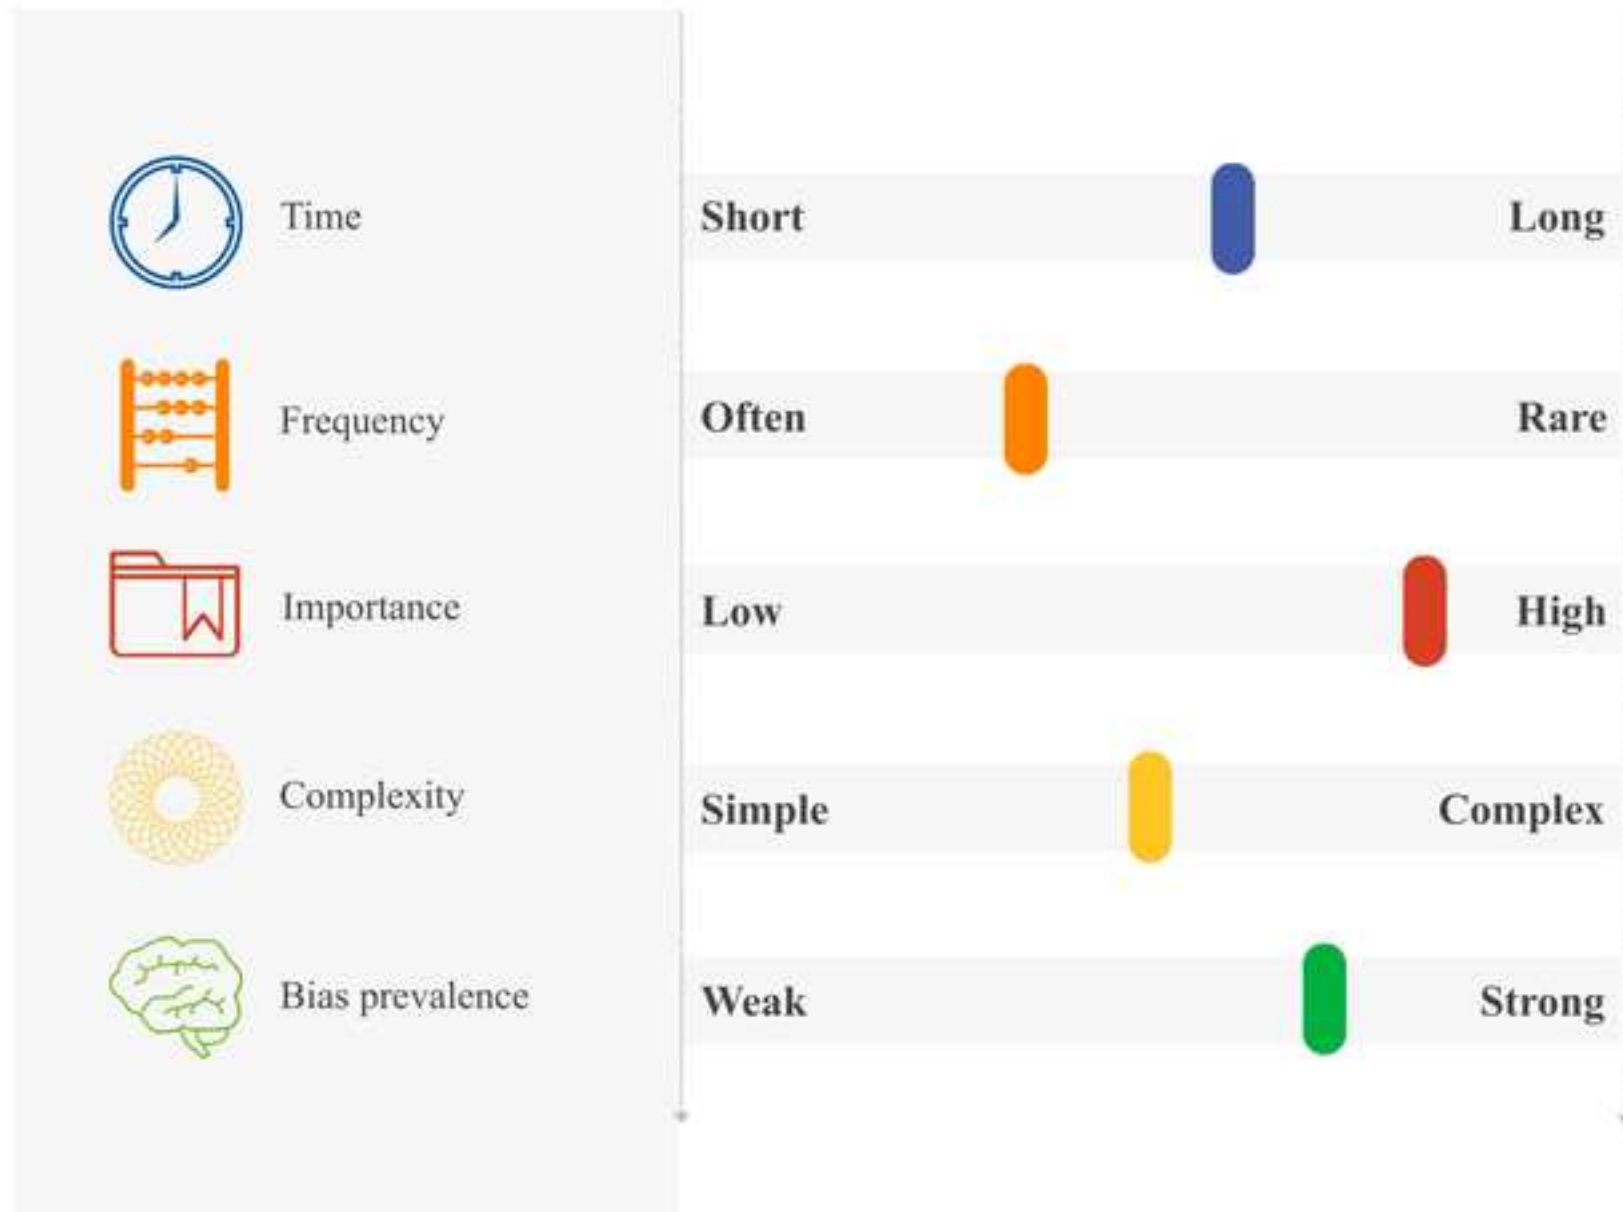 Time
Short
Long
Frequency
Often
Rare
Importance
Low
High
Complexity
Simple
Complex
Bias prevalence
Weak
Strong